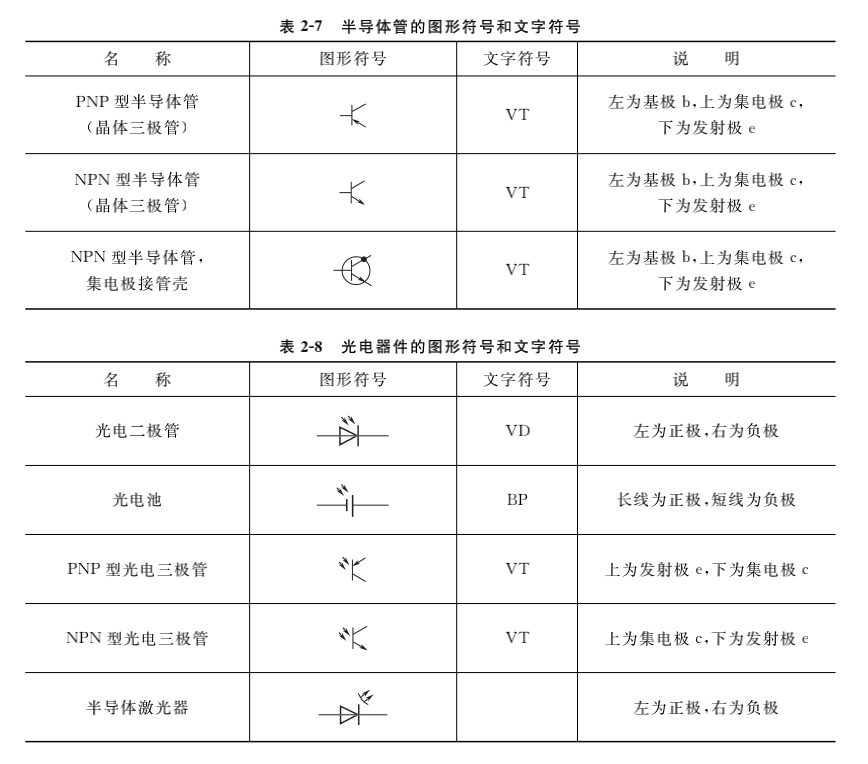 表 2-7 半导体管的图形符号和文字符号
名 称 图形符号 文字符号 说 明
PNP 型半导体管
（晶体三极管）
VT
左为基极 b,上为集电极 c,
下为发射极 e
NPN 型半导体管
（晶体三极管）
VT
左为基极 b,上为集电极 c,
下为发射极 e
NPN 型半导体管,
集电极接管壳
VT
左为基极 b,上为集电极 c,
下为发射极 e
表 2-8 光电器件的图形符号和文字符号
名 称 图形符号 文字符号 说 明
光电二极管 VD 左为正极,右为负极
光电池 BP 长线为正极,短线为负极
PNP 型光电三极管 VT 上为发射极 e,下为集电极 c
NPN 型光电三极管 VT 上为集电极 c,下为发射极 e
半导体激光器 左为正极,右为负极